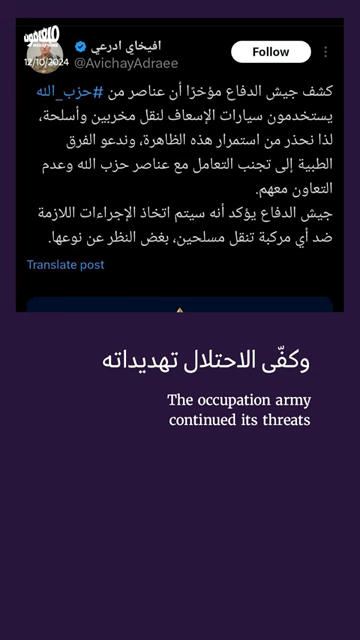 افيخاي ادرعي
@AvichayAdraee
Follow
12/10/2024
كشف جيش الدفاع مؤخرًا أن عناصر من #حزب_الله
يستخدمون سيارات الإسعاف لنقل مخربين وأسلحة،
لذا نحذر من استمرار هذه الظاهرة، وندعو الفرق
الطبية إلى تجنب التعامل مع عناصر حزب الله وعدم
التعاون معهم.
جيش الدفاع يؤكد أنه سيتم اتخاذ الإجراءات اللازمة
ضد أي مركبة تنقل مسلحين، بغض النظر عن نوعها.
Translate post
وكفّى الاحتلال تهديداته
The occupation army
continued its threats